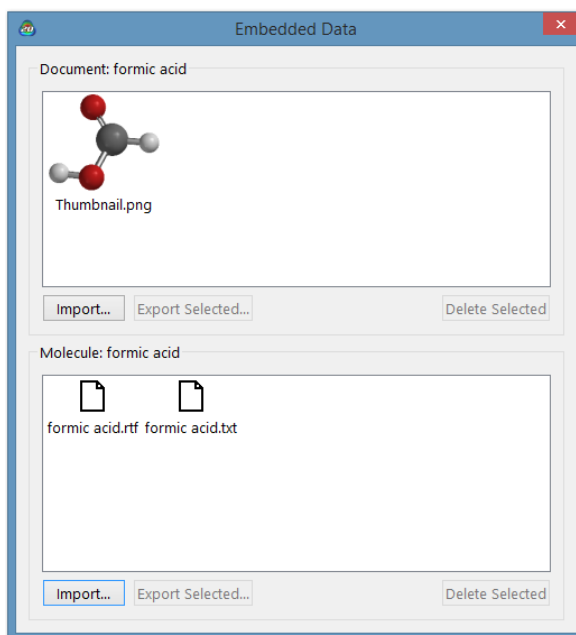 Embedded Data
Document: formic acid
Thumbnail.png
Import... Export Selected... Delete Selected
Molecule: formic acid
formic acid.rtf formic acid.txt
Import... Export Selected... Delete Selected